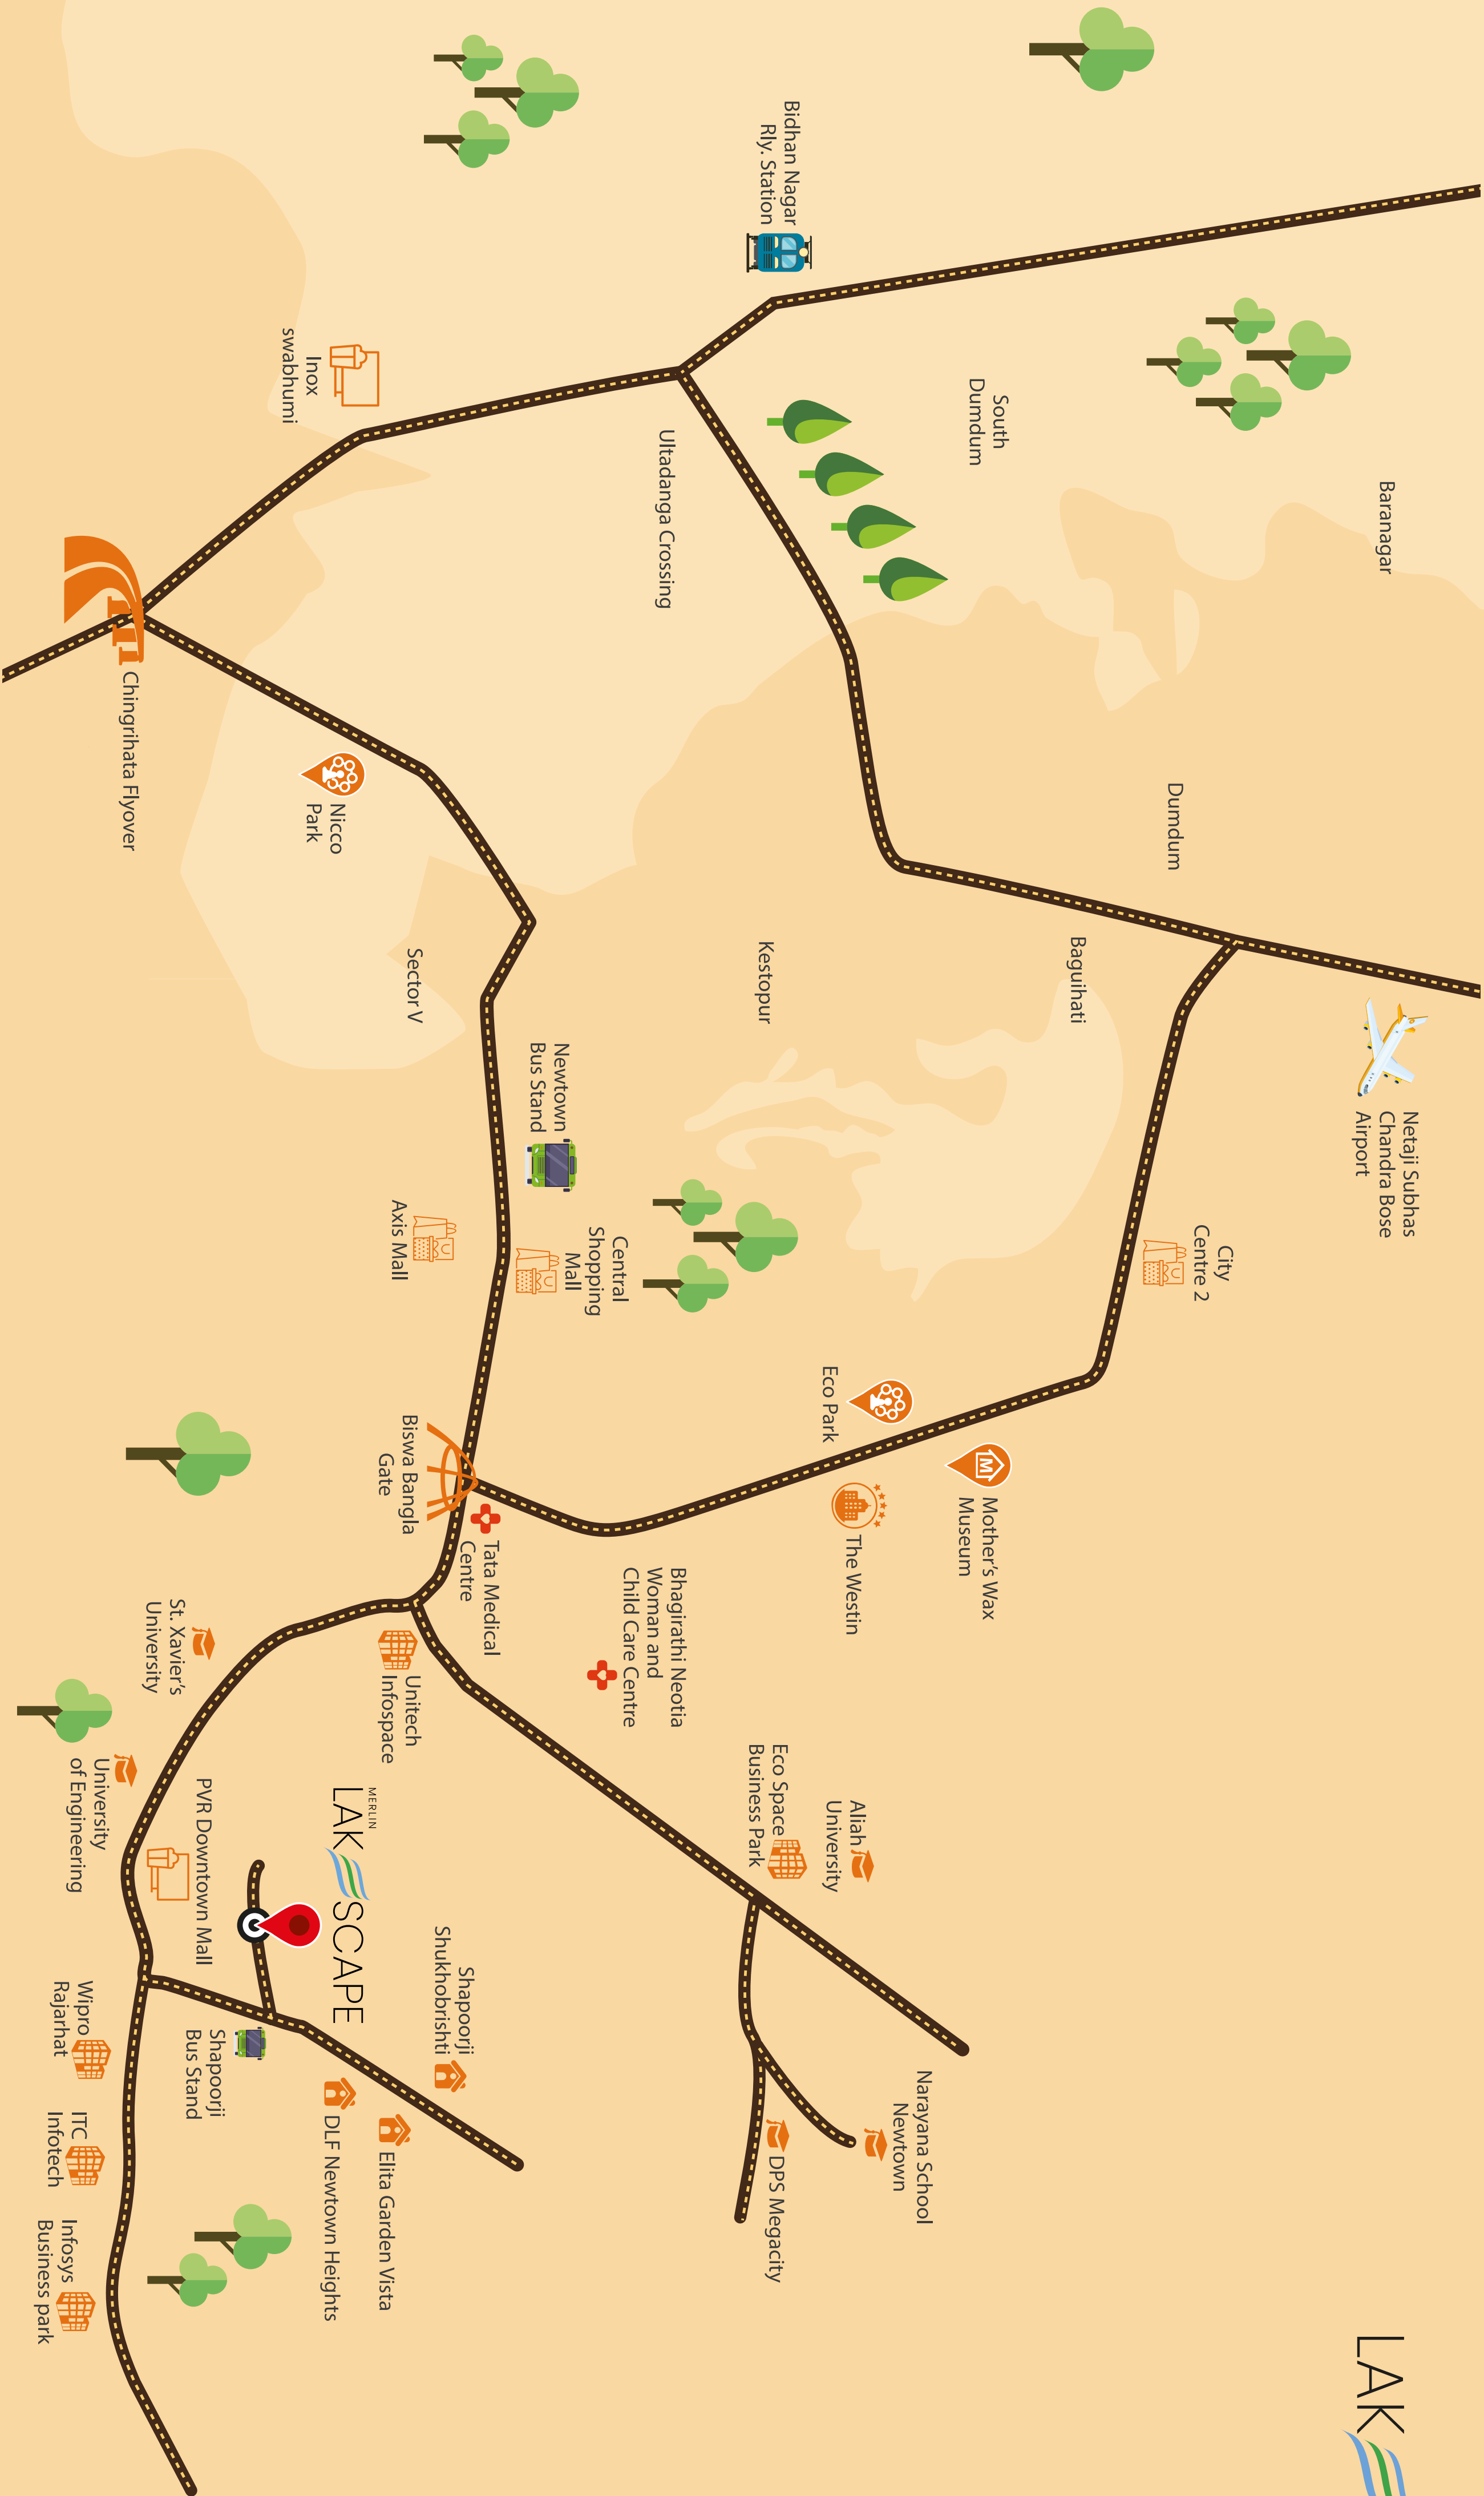 Bidhan Nagar
Rly. Station
Inox
swabhumi
South
Dumdum
Ultadanga Crossing
Baranagar
Chingrihata Flyover
Nicco
Park
Dumdum
Sector V
Kestopur
Baguihati
Netaji Subhas
Chandra Bose
Airport
Newtown
Bus Stand
Axis Mall
Central
Shopping
Mall
City
Centre 2
Eco Park
Mother's Wax
Museum
The Westin
Biswa Bangla
Gate
Tata Medical
Centre
Bhagirathi Neotia
Woman and
Child Care Centre
St. Xavier's
University
Unitech
Infospace
University
of Engineering
PVR Downtown Mall
MERLIN
LAKESCAPE
Eco Space
Business Park
Aliah
University
Shapoorji
Shukhobrishti
Wipro
Rajarhat
Shapoorji
Bus Stand
ITC
Infotech
DLF Newtown Heights
Elita Garden Vista
Narayana School
Newtown
DPS Megacity
Infosys
Business park
LAKE